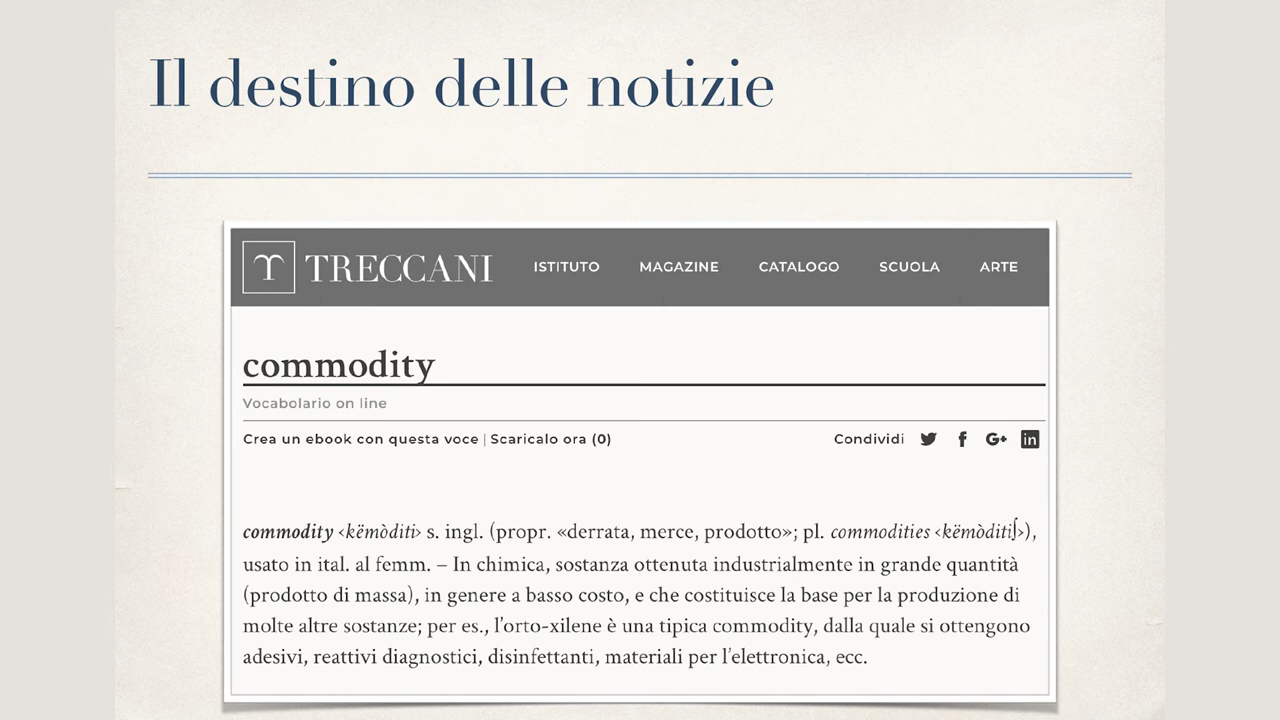 Il destino delle notizie
TRECCANI ISTITUTO MAGAZINE CATALOGO SCUOLA ARTE
commodity
Vocabolario on line
Crea un ebook con questa voce | Scaricalo ora (0) Condividi
commodity ‹këmòditi› s. ingl. (propr. «derrata, merce, prodotto»; pl. commodities ‹këmòditiʃ›),
usato in ital. al femm. – In chimica, sostanza ottenuta industrialmente in grande quantità
(prodotto di massa), in genere a basso costo, e che costituisce la base per la produzione di
molte altre sostanze; per es., l’orto-xilene è una tipica commodity, dalla quale si ottengono
adesivi, reattivi diagnostici, disinfettanti, materiali per l’elettronica, ecc.